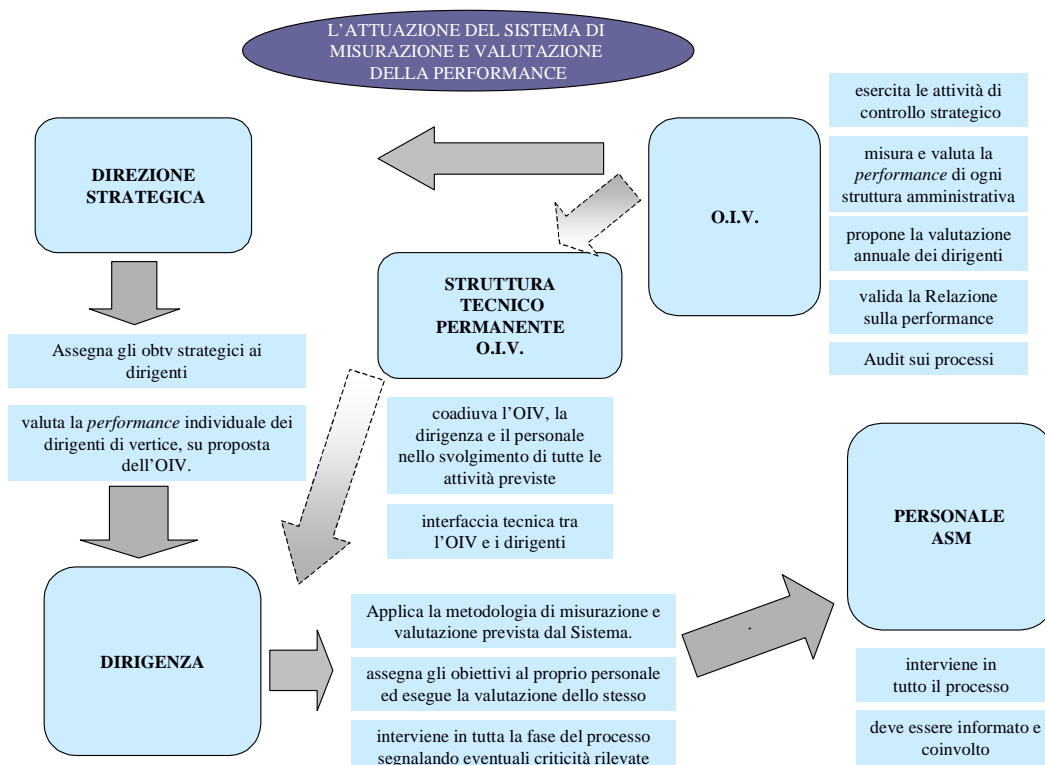 L'ATTUAZIONE DEL SISTEMA DI
MISURAZIONE E VALUTAZIONE
DELLA PERFORMANCE
DIREZIONE
STRATEGICA
Assegna gli obtv strategici ai
dirigenti
valuta la performance individuale dei
dirigenti di vertice, su proposta
dell'OIV.
DIRIGENZA
O.I.V.
esercita le attività di
controllo strategico
misura e valuta la
performance di ogni
struttura amministrativa
propone la valutazione
annuale dei dirigenti
valida la Relazione
sulla performance
Audit sui processi
STRUTTURA
TECNICO
PERMANENTE
O.I.V.
coadiuva l'OIV, la
dirigenza e il personale
nello svolgimento di tutte le
attività previste
interfaccia tecnica tra
l'OIV e i dirigenti
Applica la metodologia di misurazione e
valutazione prevista dal Sistema.
assegna gli obiettivi al proprio personale
ed esegue la valutazione dello stesso
interviene in tutta la fase del processo
segnalando eventuali criticità rilevate
.
PERSONALE
ASM
interviene in
tutto il processo
deve essere informato e
coinvolto